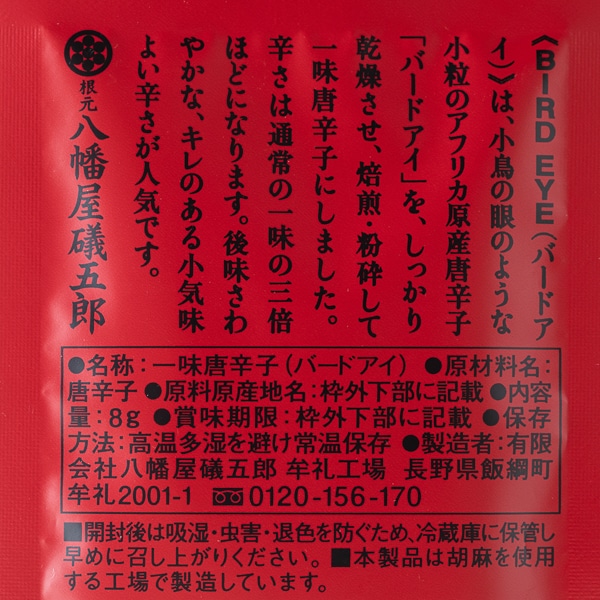 《BIRD EYE（バードア
イ）》は、小鳥の眼のような
小粒のアフリカ原産唐辛子
「バードアイ」を、しっかり
乾燥させ、焙煎・粉砕して
一味唐辛子にしました。
辛さは通常の一味の三倍
ほどになります。後味さわ
やかな、キレのある小気味
よい辛さが人気です。
根元 八幡屋礒五郎
●名称：一味唐辛子（バードアイ） ●原材料名：
唐辛子 ●原料原産地名：枠外下部に記載 ●内容
量：8g ●賞味期限：枠外下部に記載 ●保存
方法：高温多湿を避け常温保存 ●製造者：有限
会社八幡屋礒五郎 牟礼工場 長野県飯綱町
牟礼2001-1 0120-156-170
■開封後は吸湿・虫害・退色を防ぐため、冷蔵庫に保管し
早めに召し上がりください。■本製品は胡麻を使用
する工場で製造しています。